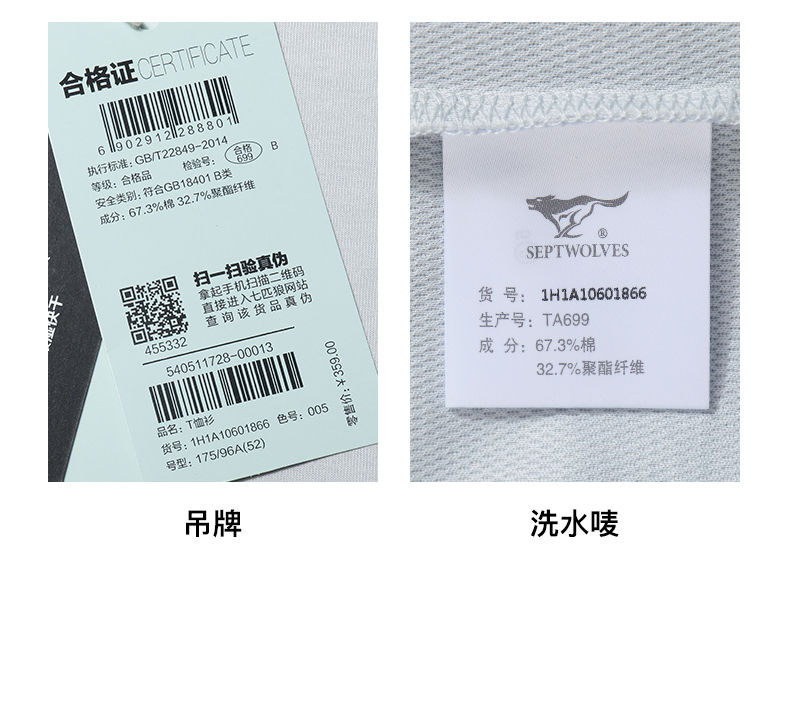 合格证CERTIFICATE
6 902912 288801
执行标准: GB/T22849-2014
等级: 合格品 检验号: 合格 699 B
安全类别: 符合GB18401 B类
成分: 67.3%棉 32.7%聚酯纤维
扫一扫验真伪
拿起手机扫描二维码
直接进入七匹狼网站
查询该货品真伪
455332
540511728-00013
品名: T恤衫
货号: 1H1A10601866 色号: 005
号型: 175/96A(52)
零售价: ¥359.00
吊牌
®
SEPTWOLVES
货 号: 1H1A10601866
生产号: TA699
成 分: 67.3%棉
32.7%聚酯纤维
洗水唛